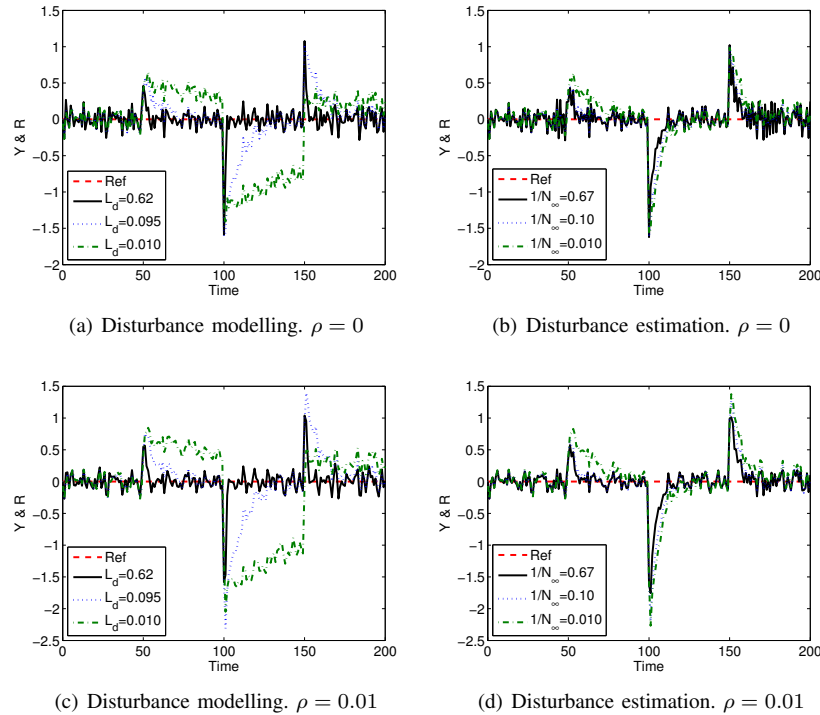 1.5
1
0.5
0
−0.5
−1
−1.5
−2
Y & R
Ref
L_d=0.62
L_d=0.095
L_d=0.010
0 50 100 150 200
Time
(a) Disturbance modelling. ρ = 0
1.5
1
0.5
0
−0.5
−1
−1.5
−2
Y & R
Ref
1/N_∞=0.67
1/N_∞=0.10
1/N_∞=0.010
0 50 100 150 200
Time
(b) Disturbance estimation. ρ = 0
1.5
1
0.5
0
−0.5
−1
−1.5
−2
−2.5
Y & R
Ref
L_d=0.62
L_d=0.095
L_d=0.010
0 50 100 150 200
Time
(c) Disturbance modelling. ρ = 0.01
1.5
1
0.5
0
−0.5
−1
−1.5
−2
−2.5
Y & R
Ref
1/N_∞=0.67
1/N_∞=0.10
1/N_∞=0.010
0 50 100 150 200
Time
(d) Disturbance estimation. ρ = 0.01